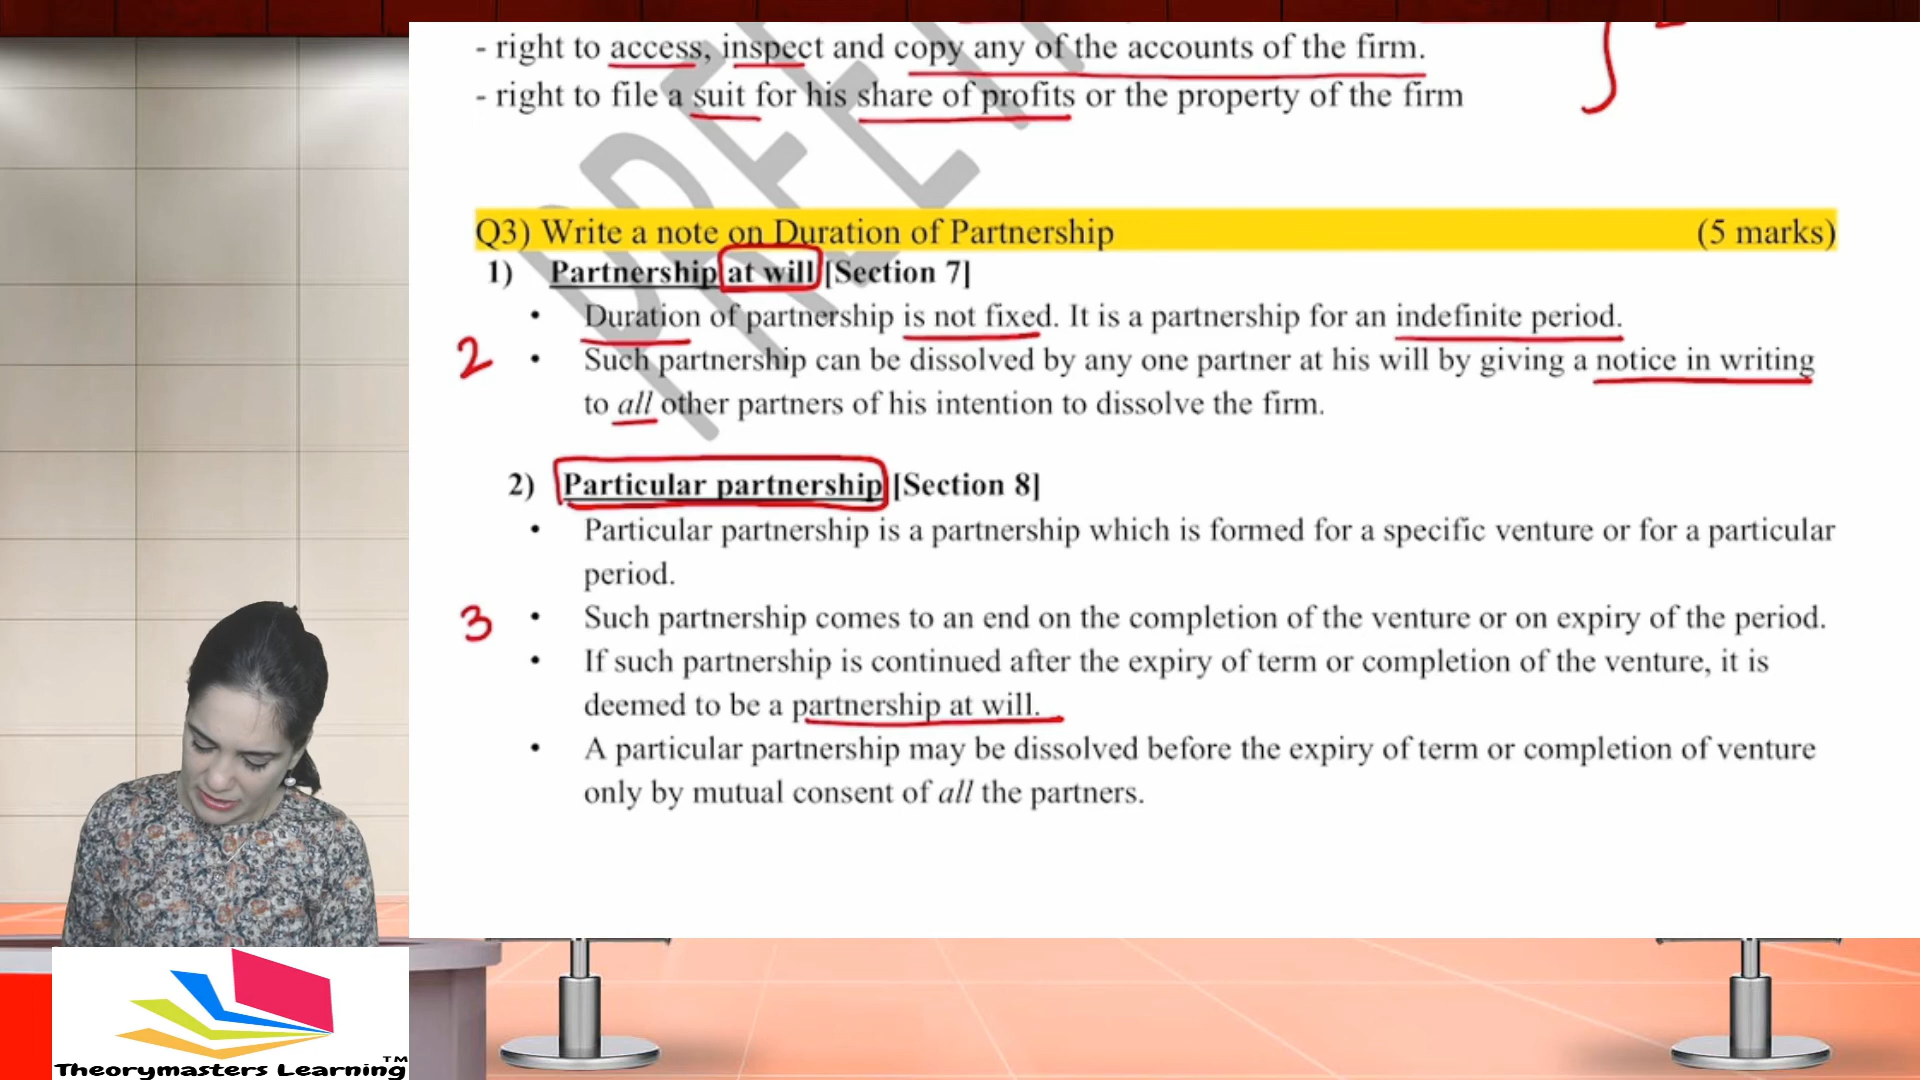 - right to access, inspect and copy any of the accounts of the firm.
- right to file a suit for his share of profits or the property of the firm
Q3) Write a note on Duration of Partnership (5 marks)
1) Partnership at will [Section 7]
• Duration of partnership is not fixed. It is a partnership for an indefinite period.
2 • Such partnership can be dissolved by any one partner at his will by giving a notice in writing
to all other partners of his intention to dissolve the firm.
2) Particular partnership [Section 8]
• Particular partnership is a partnership which is formed for a specific venture or for a particular
period.
3 • Such partnership comes to an end on the completion of the venture or on expiry of the period.
• If such partnership is continued after the expiry of term or completion of the venture, it is
deemed to be a partnership at will.
• A particular partnership may be dissolved before the expiry of term or completion of venture
only by mutual consent of all the partners.
Theorymasters Learning™